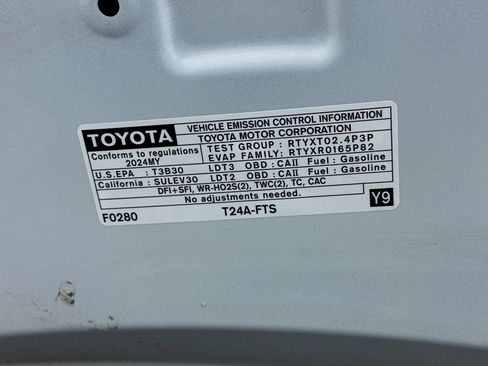 TOYOTA
VEHICLE EMISSION CONTROL INFORMATION
TOYOTA MOTOR CORPORATION
Conforms to regulations
2024MY
TEST GROUP : RTYXT02.4P3P
EVAP FAMILY: RTYXR0165P82
U.S.EPA : T3B30 LDT3 OBD : CAII Fuel : Gasoline
California : SULEV30 LDT2 OBD : CAII Fuel : Gasoline
DFI+SFI, WR-HO2S(2), TWC(2), TC, CAC
No adjustments needed.
F0280 T24A-FTS Y9